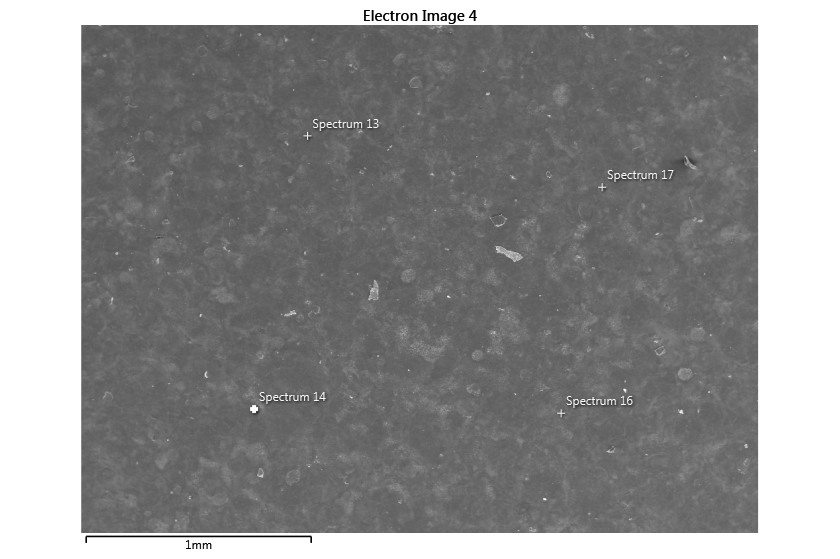 Electron Image 4
Spectrum 13
Spectrum 17
Spectrum 14
Spectrum 16
1mm